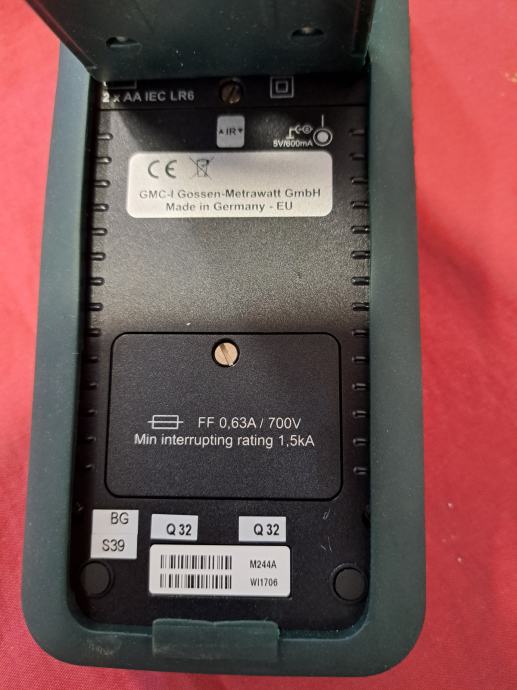 2 x AA IEC LR6
IR
5V/600mA
CE
GMC-I Gossen-Metrawatt GmbH
Made in Germany - EU
FF 0,63A / 700V
Min interrupting rating 1,5kA
BG
S39
Q 32
Q 32
M244A
WI1706